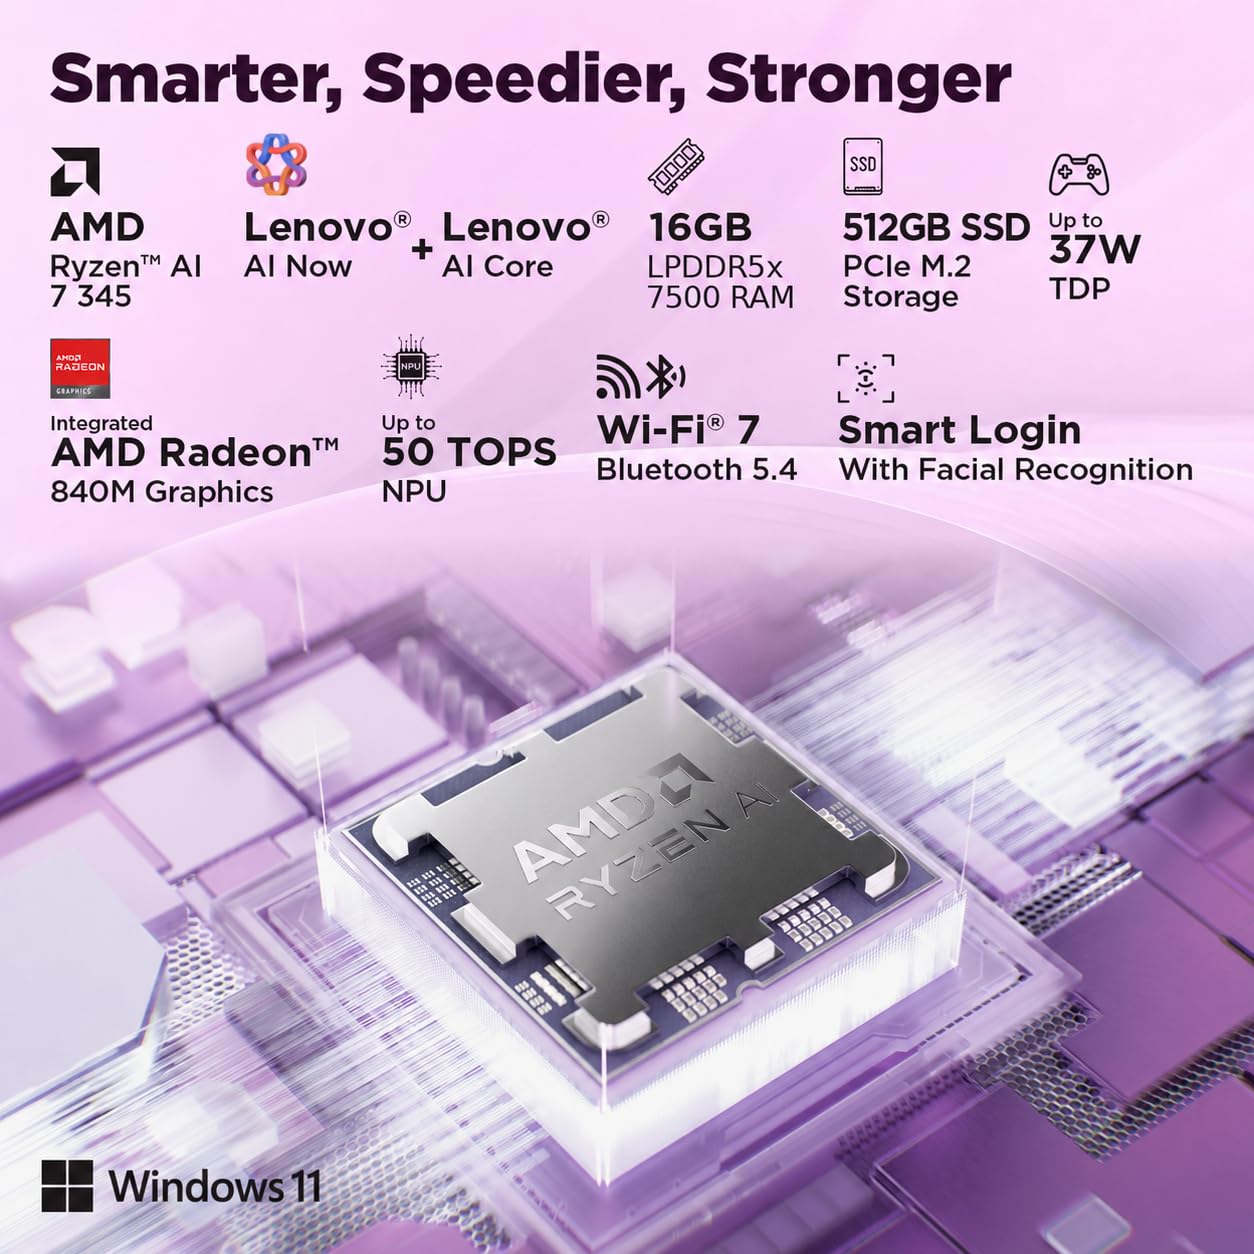 Smarter, Speedier, Stronger
AMD
Ryzen™ AI
7 345
Lenovo® + Lenovo®
AI Now AI Core
16GB
LPDDR5x
7500 RAM
SSD
512GB SSD
PCIe M.2
Storage
Up to
37W
TDP
AMD
RADEON
GRAPHICS
Integrated
AMD Radeon™
840M Graphics
NPU
Up to
50 TOPS
NPU
Wi-Fi® 7
Bluetooth 5.4
Smart Login
With Facial Recognition
AMD
RYZEN AI
Windows 11